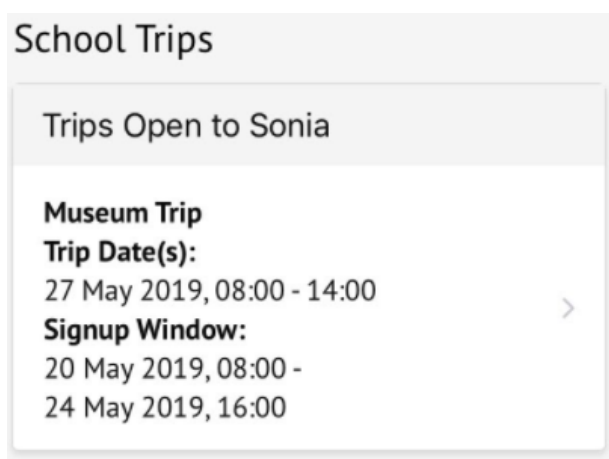 School Trips
Trips Open to Sonia
Museum Trip
Trip Date(s):
27 May 2019, 08:00 - 14:00
Signup Window:
20 May 2019, 08:00 -
24 May 2019, 16:00